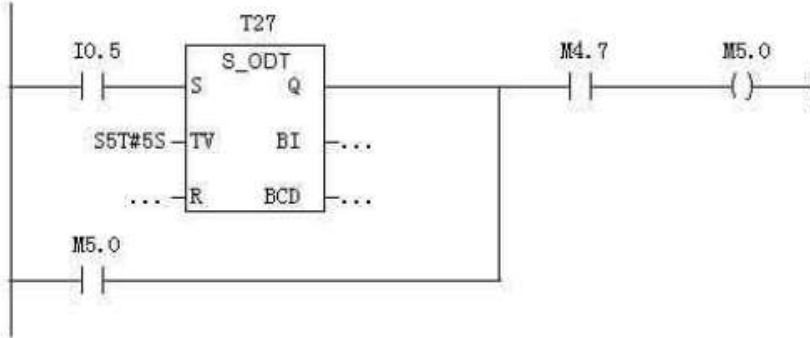 T27
I0.5 S_ODT M4.7 M5.0
S Q
S5T#5S TV BI ...
... R BCD ...
M5.0